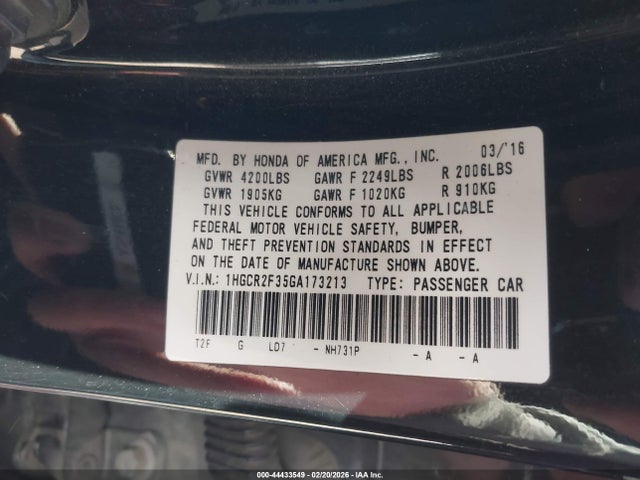 MFD. BY HONDA OF AMERICA MFG., INC. 03/'16
GVWR 4200LBS GAWR F 2249LBS R 2006LBS
GVWR 1905KG GAWR F 1020KG R 910KG
THIS VEHICLE CONFORMS TO ALL APPLICABLE
FEDERAL MOTOR VEHICLE SAFETY, BUMPER,
AND THEFT PREVENTION STANDARDS IN EFFECT
ON THE DATE OF MANUFACTURE SHOWN ABOVE.
V.I.N.: 1HGCR2F35GA173213 TYPE: PASSENGER CAR
T2F G LD7 - NH731P - A - A
000-44433549 - 02/20/2026 - IAA Inc.